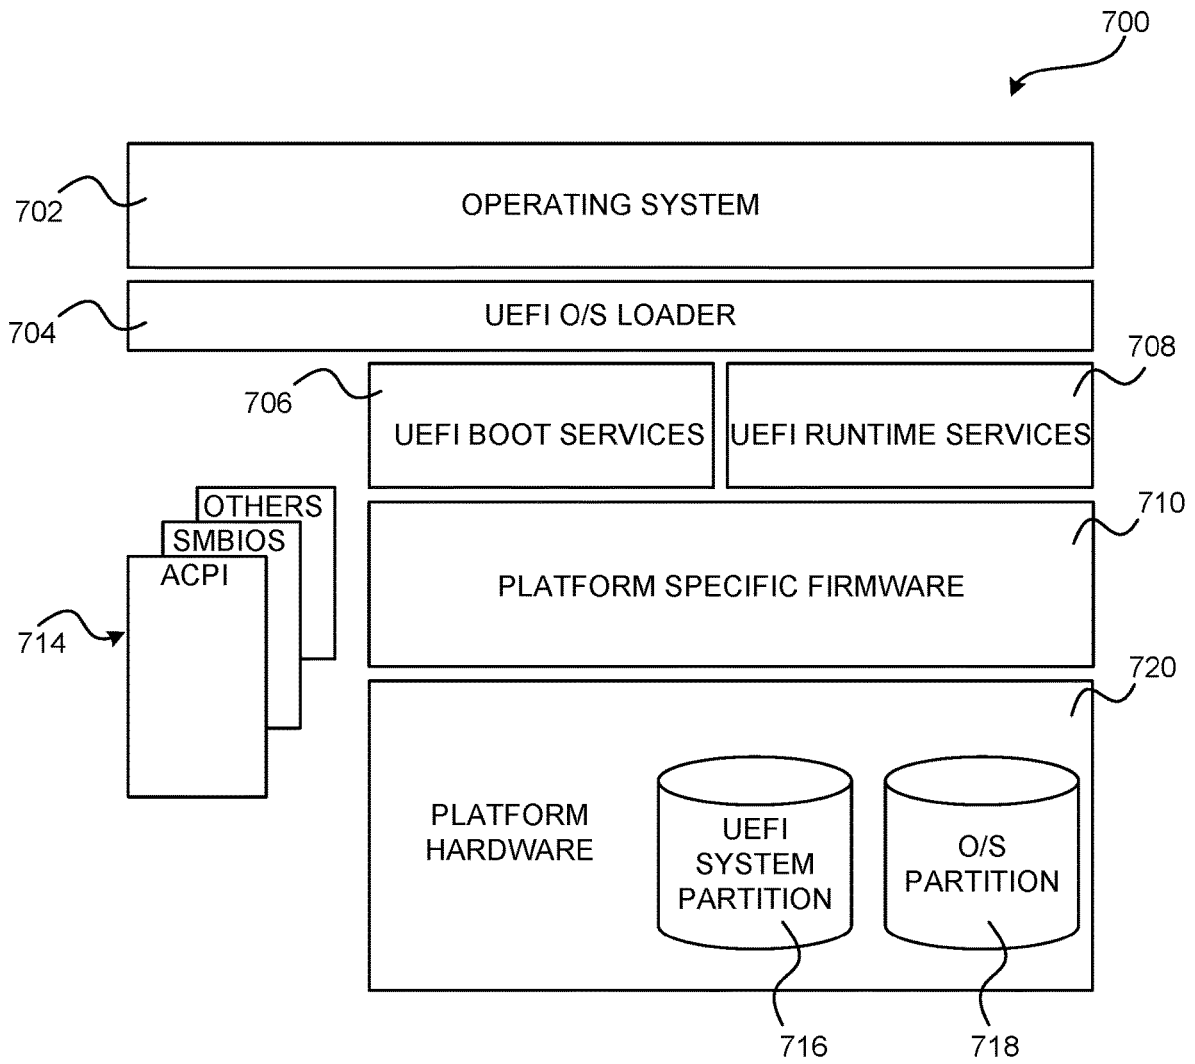 700
OPERATING SYSTEM
702
UEFI O/S LOADER
704
708
706
UEFI BOOT SERVICES
UEFI RUNTIME SERVICES
OTHERS
SMBIOS
ACPI
710
PLATFORM SPECIFIC FIRMWARE
714
720
PLATFORM
HARDWARE
UEFI
SYSTEM
PARTITION
O/S
PARTITION
716
718